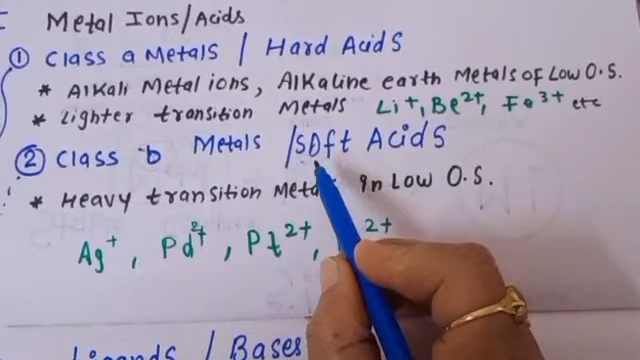 Metal Ions/Acids
① Class a Metals / Hard Acids
* Alkali Metal ions, Alkaline earth Metals of Low O.S.
* Lighter transition Metals Li⁺, Be²⁺, Fe³⁺ etc
② Class b Metals / Soft Acids
* Heavy transition in Low O.S.
Ag⁺, Pd²⁺, Pt²⁺, ²⁺
Ligands / Bases